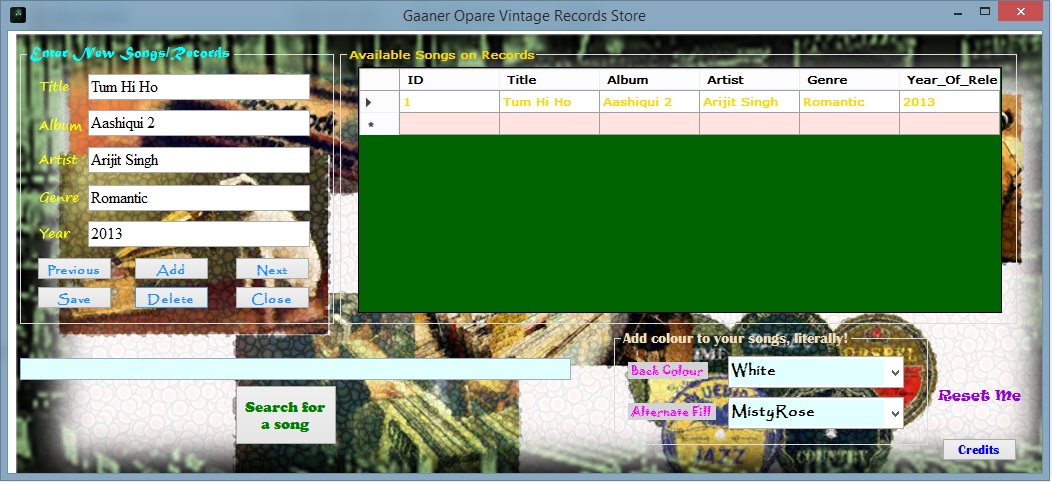 Gaaner Opare Vintage Records Store
Enter New Songs/Records
Title Tum Hi Ho
Album Aashiqui 2
Artist Arijit Singh
Genre Romantic
Year 2013
Previous Add Next
Save Delete Close
Available Songs on Records
ID Title Album Artist Genre Year_Of_Rele
1 Tum Hi Ho Aashiqui 2 Arijit Singh Romantic 2013
Search for
a song
Add colour to your songs, literally!
Back Colour White
Alternate Fill MistyRose
Reset Me
Credits
JAZZ
COUNTRY